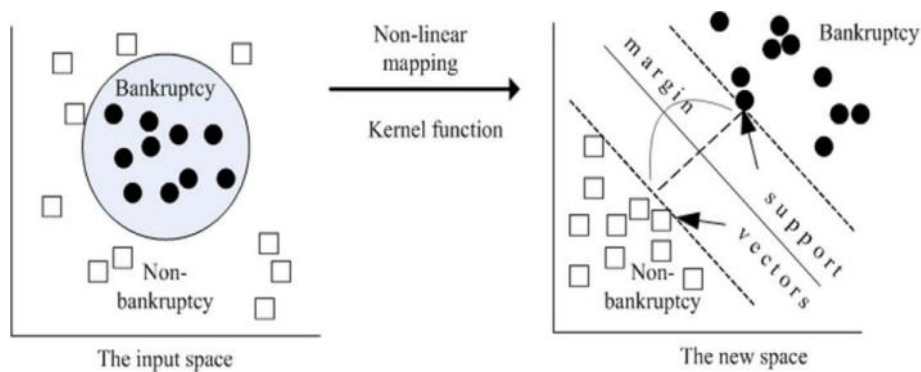 Bankruptcy
Non-
bankruptcy
The input space
Non-linear
mapping
Kernel function
Bankruptcy
margin
support
vectors
Non-
bankruptcy
The new space